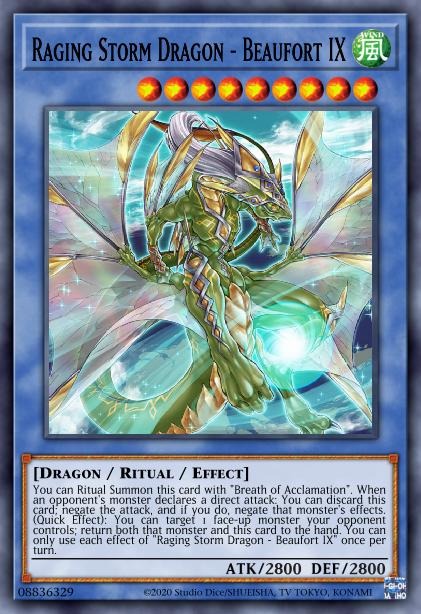 RAGING STORM DRAGON - BEAUFORT IX
WIND
風
[DRAGON / RITUAL / EFFECT]
You can Ritual Summon this card with "Breath of Acclamation". When
an opponent's monster declares a direct attack: You can discard this
card; negate the attack, and if you do, negate that monster's effects.
(Quick Effect): You can target 1 face-up monster your opponent
controls; return both that monster and this card to the hand. You can
only use each effect of "Raging Storm Dragon - Beaufort IX" once per
turn.
ATK/2800 DEF/2800
08836329
©2020 Studio Dice/SHUEISHA, TV TOKYO, KONAMI